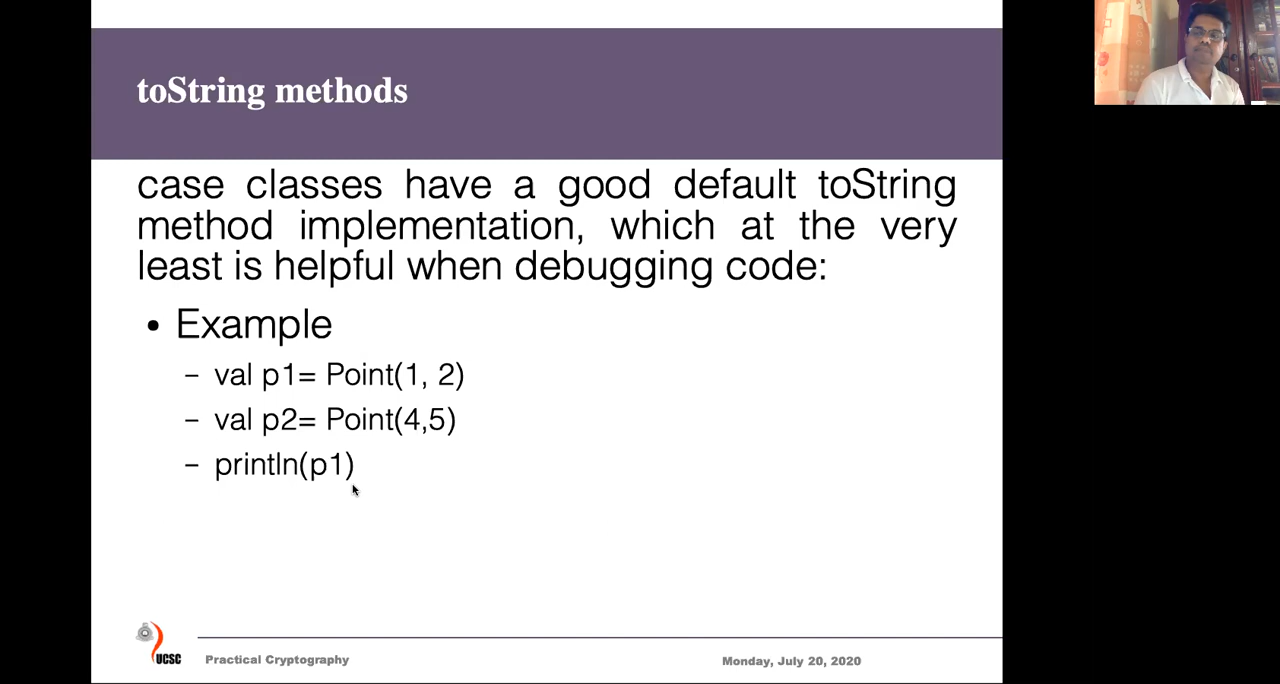 toString methods
case classes have a good default toString
method implementation, which at the very
least is helpful when debugging code:
• Example
– val p1= Point(1, 2)
– val p2= Point(4,5)
– println(p1)
UCSC
Practical Cryptography
Monday, July 20, 2020